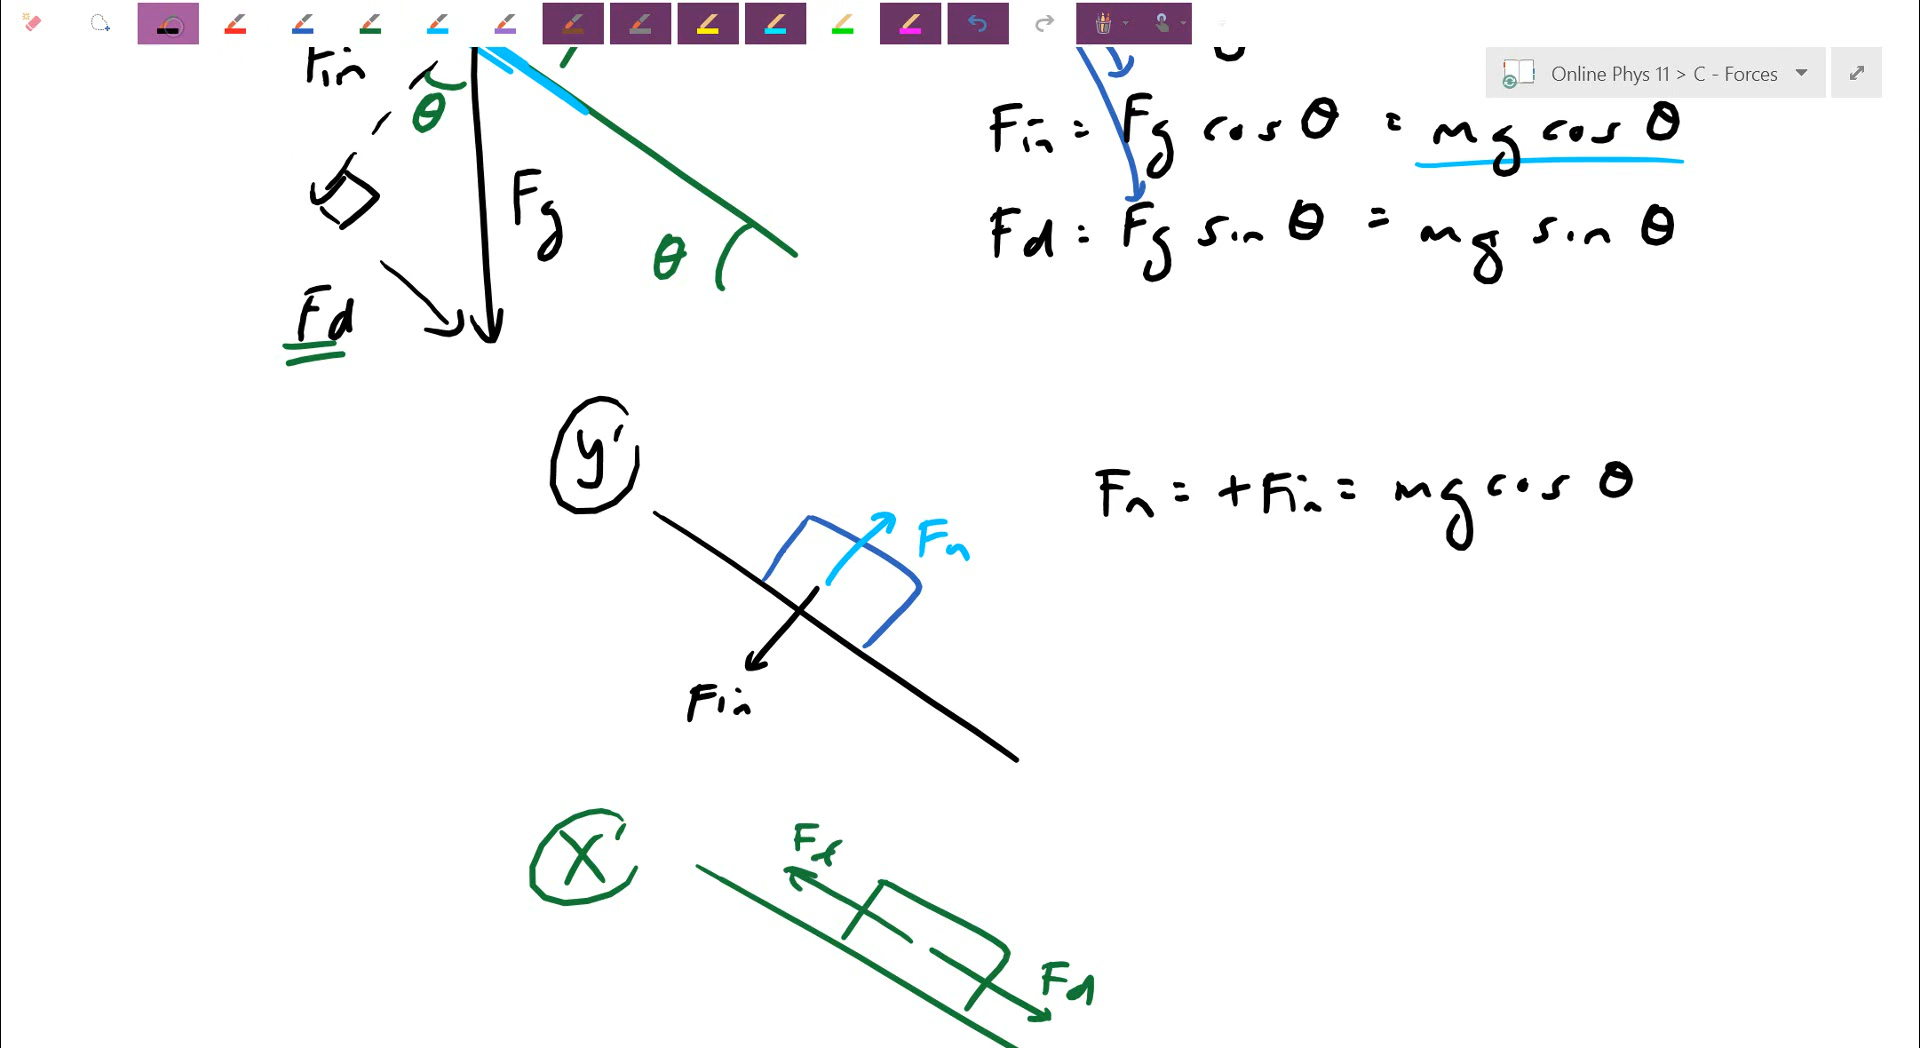 Online Phys 11 > C - Forces
Fin
θ
Fg
θ
Fd
Fin = Fg cos θ = mg cos θ
Fd = Fg sin θ = mg sin θ
y'
Fn = +Fin = mg cos θ
Fn
Fin
x'
Ff
Fd